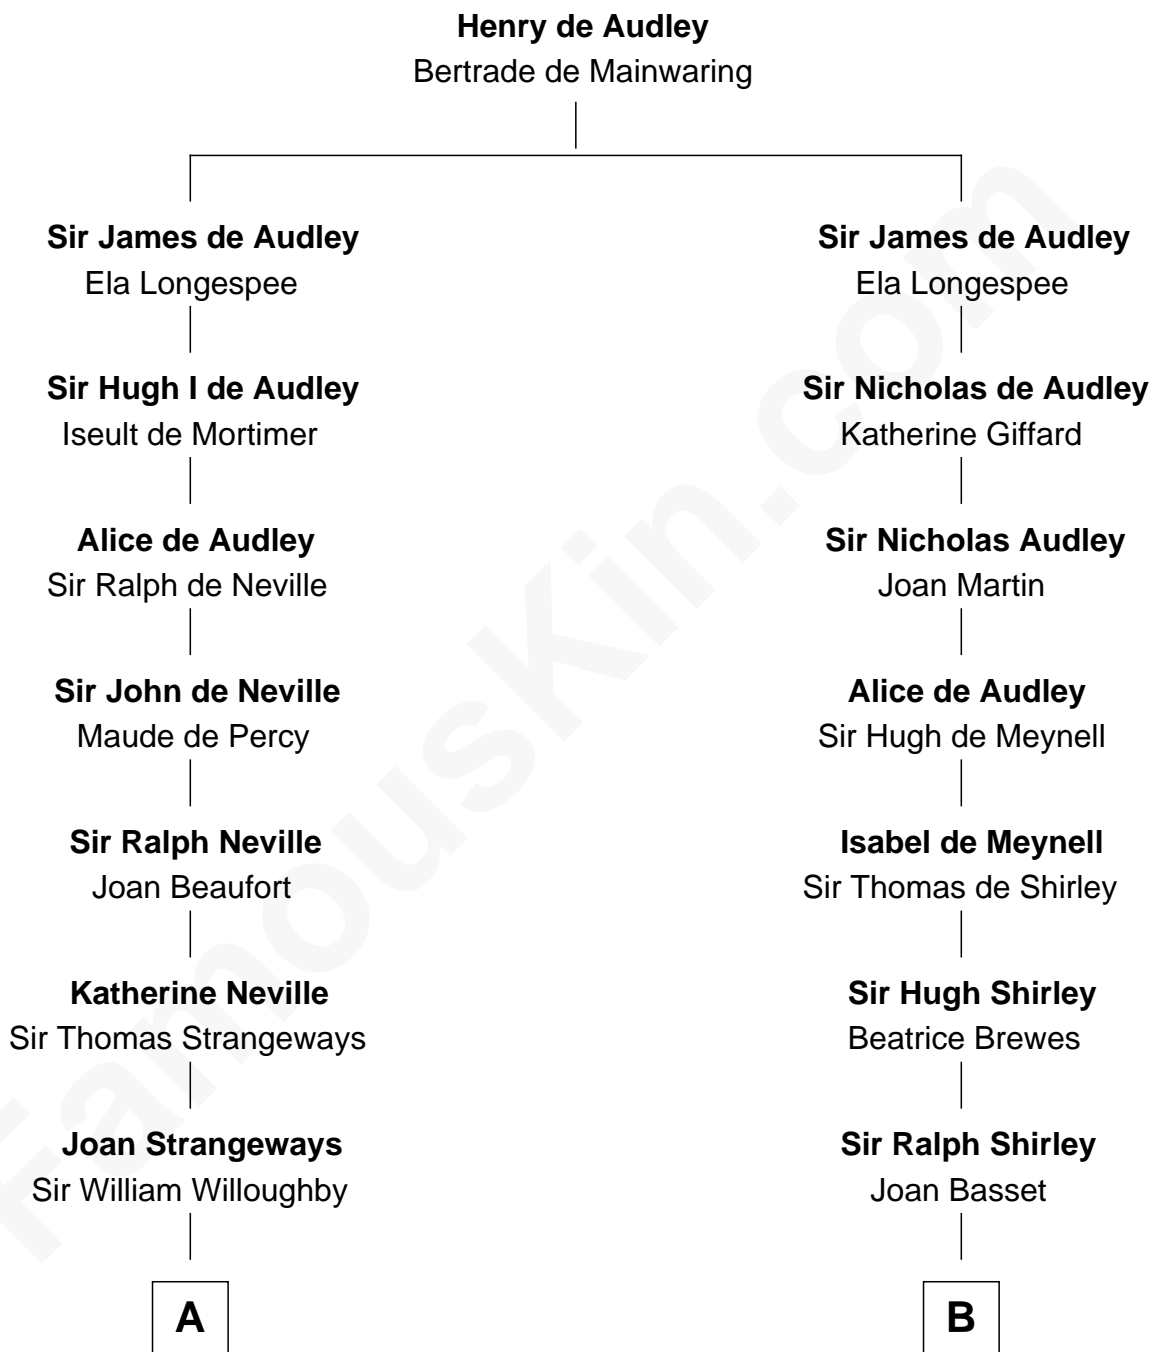 Henry de Audley
Bertrade de Mainwaring
Sir James de Audley
Ela Longespee
Sir James de Audley
Ela Longespee
Sir Hugh I de Audley
Iseult de Mortimer
Sir Nicholas de Audley
Katherine Giffard
Alice de Audley
Sir Ralph de Neville
Sir Nicholas Audley
Joan Martin
Sir John de Neville
Maude de Percy
Alice de Audley
Sir Hugh de Meynell
Sir Ralph Neville
Joan Beaufort
Isabel de Meynell
Sir Thomas de Shirley
Katherine Neville
Sir Thomas Strangeways
Sir Hugh Shirley
Beatrice Brewes
Joan Strangeways
Sir William Willoughby
Sir Ralph Shirley
Joan Basset
A
B
FamousKin.com